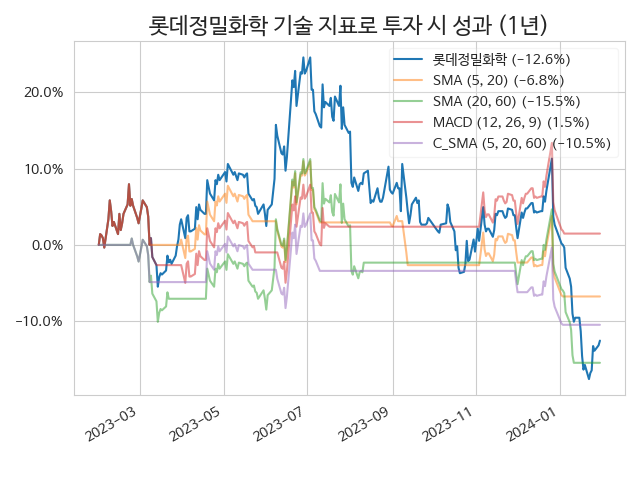 롯데정밀화학 기술 지표로 투자 시 성과 (1년)
롯데정밀화학 (−12.6%)
SMA (5, 20) (−6.8%)
SMA (20, 60) (−15.5%)
MACD (12, 26, 9) (1.5%)
C_SMA (5, 20, 60) (−10.5%)
20.0%
10.0%
0.0%
−10.0%
2023−03
2023−05
2023−07
2023−09
2023−11
2024−01